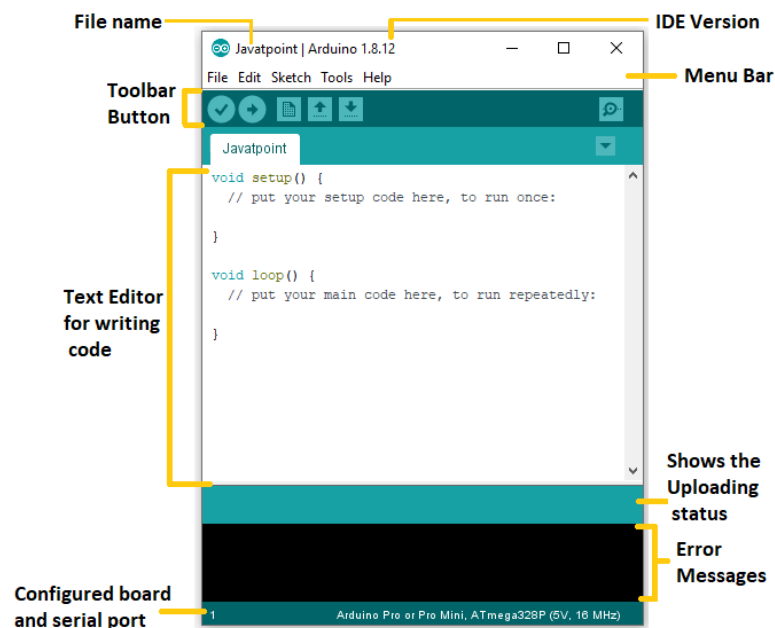 File name
IDE Version
Javatpoint | Arduino 1.8.12
File Edit Sketch Tools Help
Menu Bar
Toolbar
Button
Javatpoint
void setup() {
// put your setup code here, to run once:
}
void loop() {
// put your main code here, to run repeatedly:
}
Text Editor
for writing
code
Shows the
Uploading
status
Error
Messages
Configured board
and serial port
1
Arduino Pro or Pro Mini, ATmega328P (5V, 16 MHz)